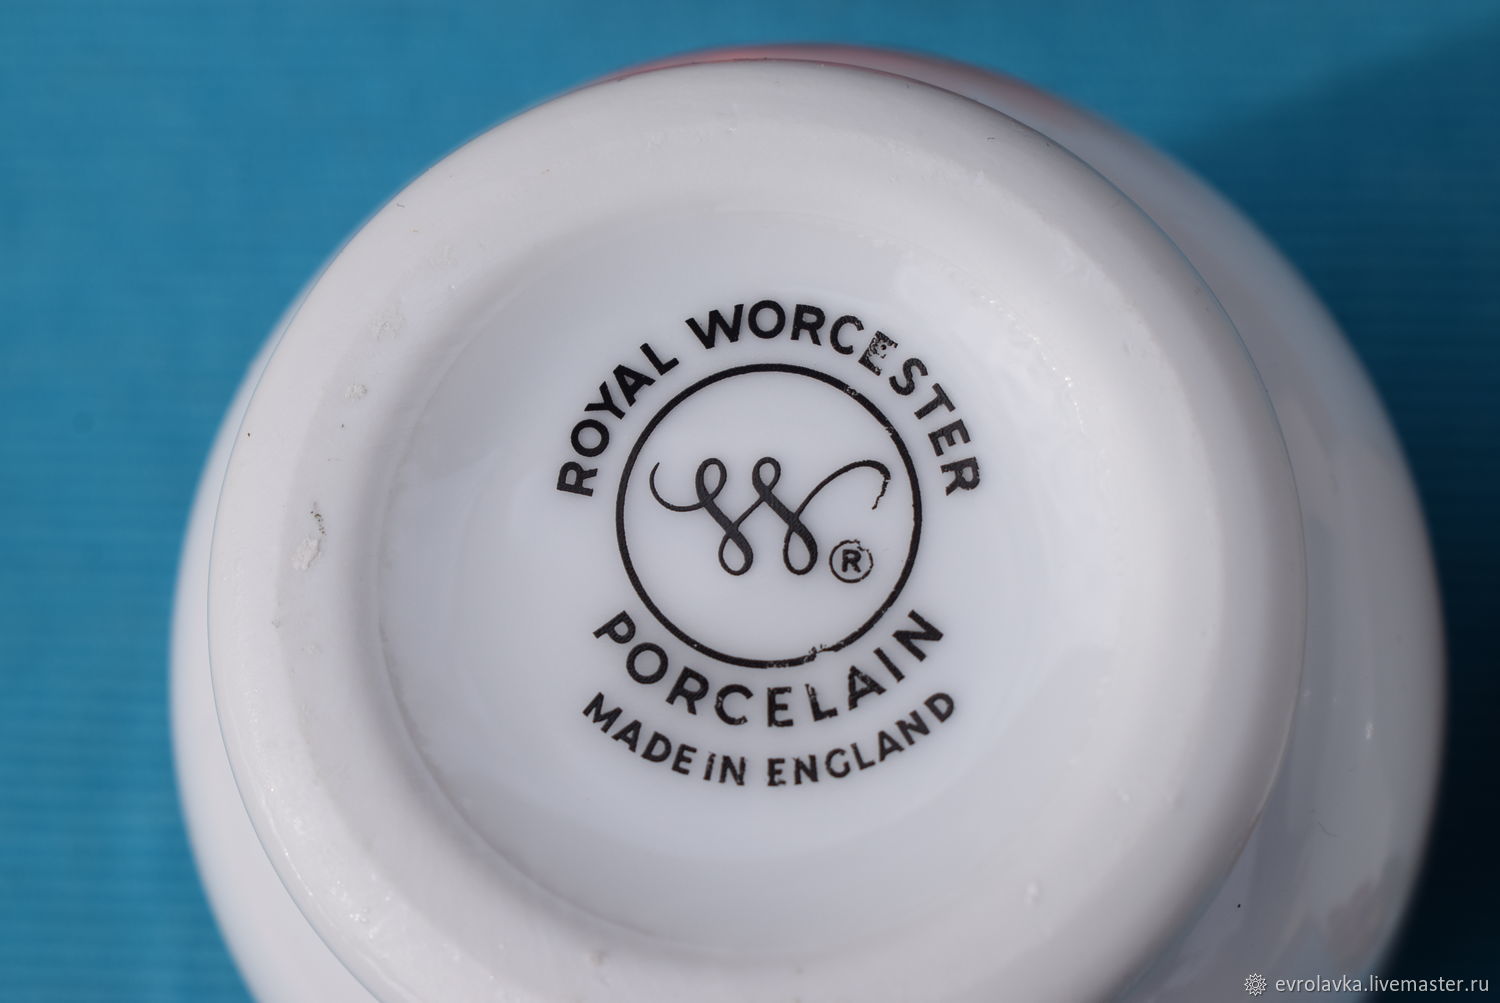 ROYAL WORCESTER
W ®
PORCELAIN
MADE IN ENGLAND
evrolavka.livemaster.ru